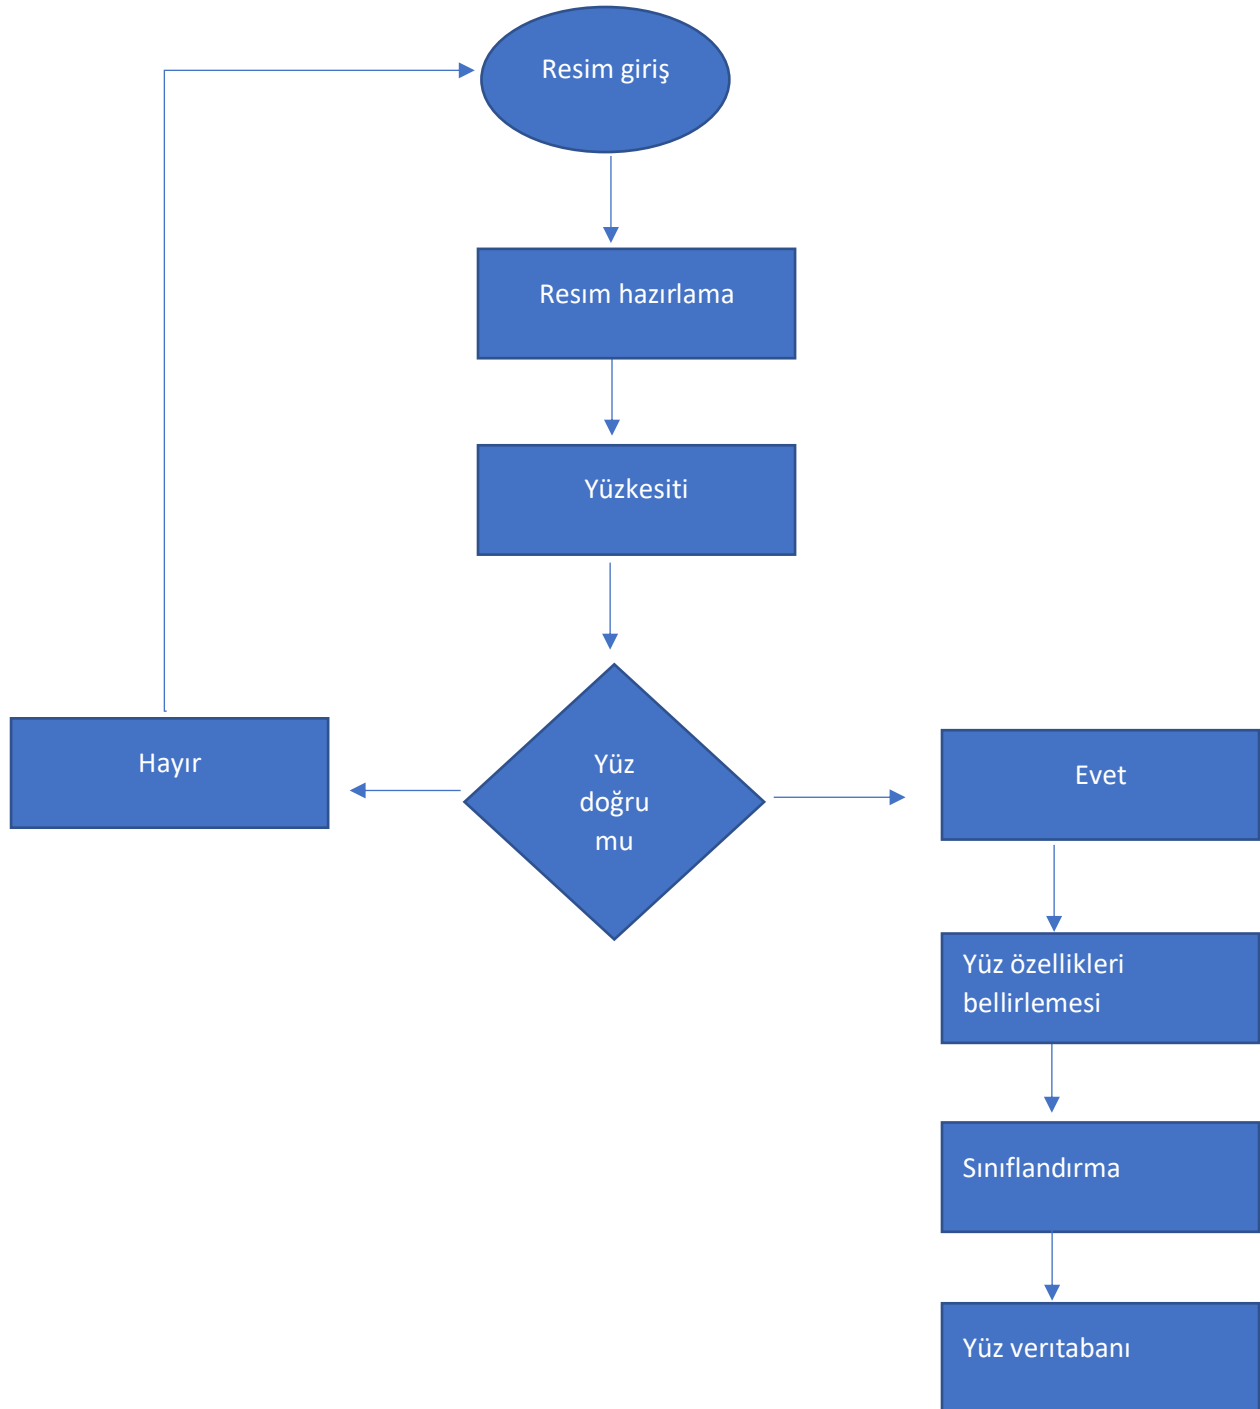 Resim giriş
Resım hazırlama
Yüzkesiti
Yüz
doğru
mu
Hayır
Evet
Yüz özellikleri
bellirlemesi
Sınıflandırma
Yüz verıtabanı